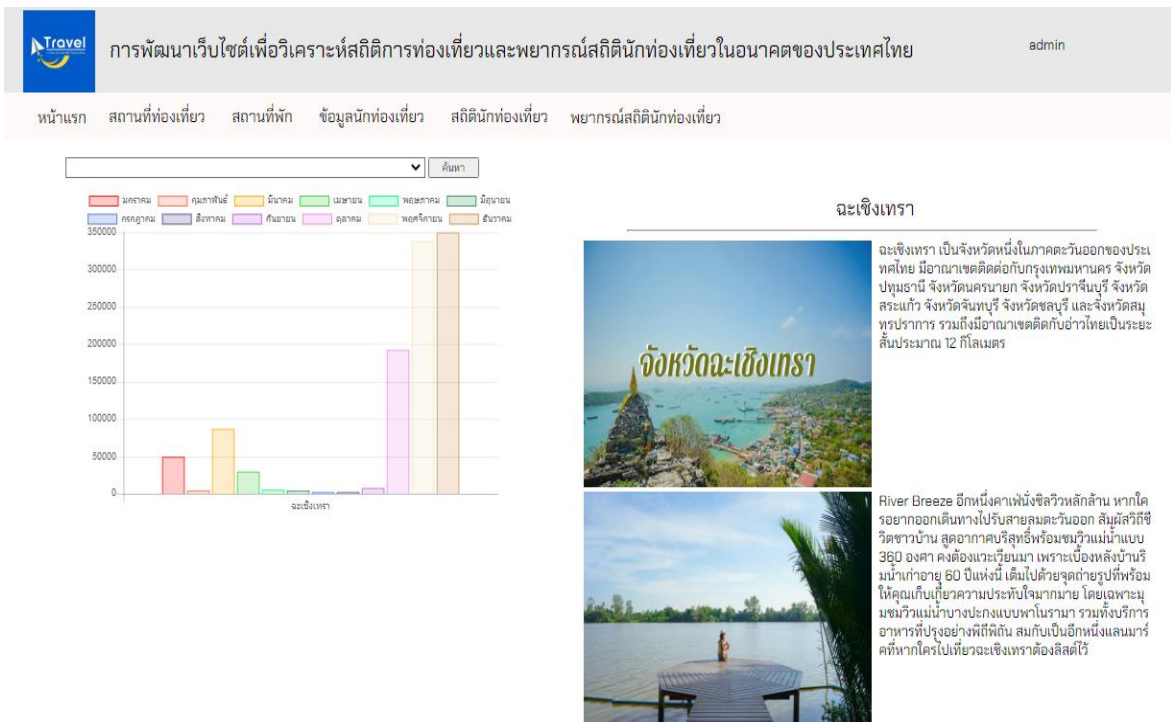 Travel
การพัฒนาเว็บไซต์เพื่อวิเคราะห์สถิติการท่องเที่ยวและพยากรณ์สถิตินักท่องเที่ยวในอนาคตของประเทศไทย
admin
หน้าแรก สถานที่ท่องเที่ยว สถานที่พัก ข้อมูลนักท่องเที่ยว สถิตินักท่องเที่ยว พยากรณ์สถิตินักท่องเที่ยว
ค้นหา
มกราคม กุมภาพันธ์ มีนาคม เมษายน พฤษภาคม มิถุนายน
กรกฎาคม สิงหาคม กันยายน ตุลาคม พฤศจิกายน ธันวาคม
350000
300000
250000
200000
150000
100000
50000
0
ฉะเชิงเทรา
ฉะเชิงเทรา
จังหวัดฉะเชิงเทรา
ฉะเชิงเทรา เป็นจังหวัดหนึ่งในภาคตะวันออกของประเ
ทศไทย มีอาณาเขตติดต่อกับกรุงเทพมหานคร จังหวัด
ปทุมธานี จังหวัดนครนายก จังหวัดปราจีนบุรี จังหวัด
สระแก้ว จังหวัดจันทบุรี จังหวัดชลบุรี และจังหวัดสมุ
ทรปราการ รวมถึงมีอาณาเขตติดกับอ่าวไทยเป็นระยะ
สั้นประมาณ 12 กิโลเมตร
River Breeze อีกหนึ่งคาเฟ่นั่งชิลวิวหลักล้าน หากใค
รอยากออกเดินทางไปรับสายลมตะวันออก สัมผัสวิถีชี
วิตชาวบ้าน สูดอากาศบริสุทธิ์พร้อมชมวิวแม่น้ำแบบ
360 องศา คงต้องแวะเวียนมา เพราะเบื้องหลังบ้านริ
มน้ำเก่าอายุ 60 ปีแห่งนี้ เต็มไปด้วยจุดถ่ายรูปที่พร้อม
ให้คุณเก็บเกี่ยวความประทับใจมากมาย โดยเฉพาะมุ
มชมวิวแม่น้ำบางปะกงแบบพาโนรามา รวมทั้งบริการ
อาหารที่ปรุงอย่างพิถีพิถัน สมกับเป็นอีกหนึ่งแลนมาร์
คที่หากใครไปเที่ยวฉะเชิงเทราต้องลิสต์ไว้